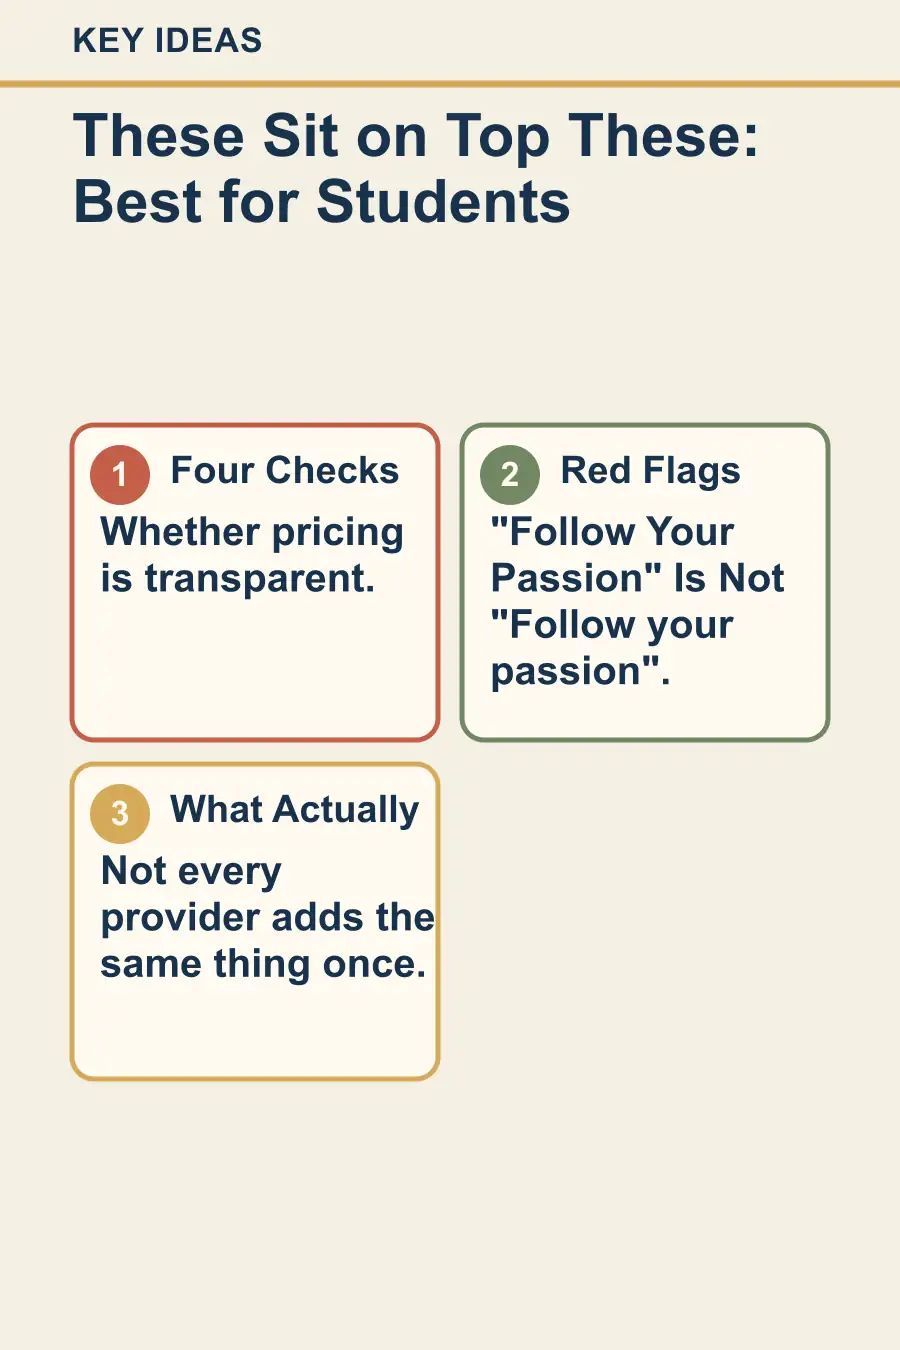 KEY IDEAS
These Sit on Top These:
Best for Students
1 Four Checks
Whether pricing
is transparent.
2 Red Flags
"Follow Your
Passion" Is Not
"Follow your
passion".
3 What Actually
Not every
provider adds the
same thing once.